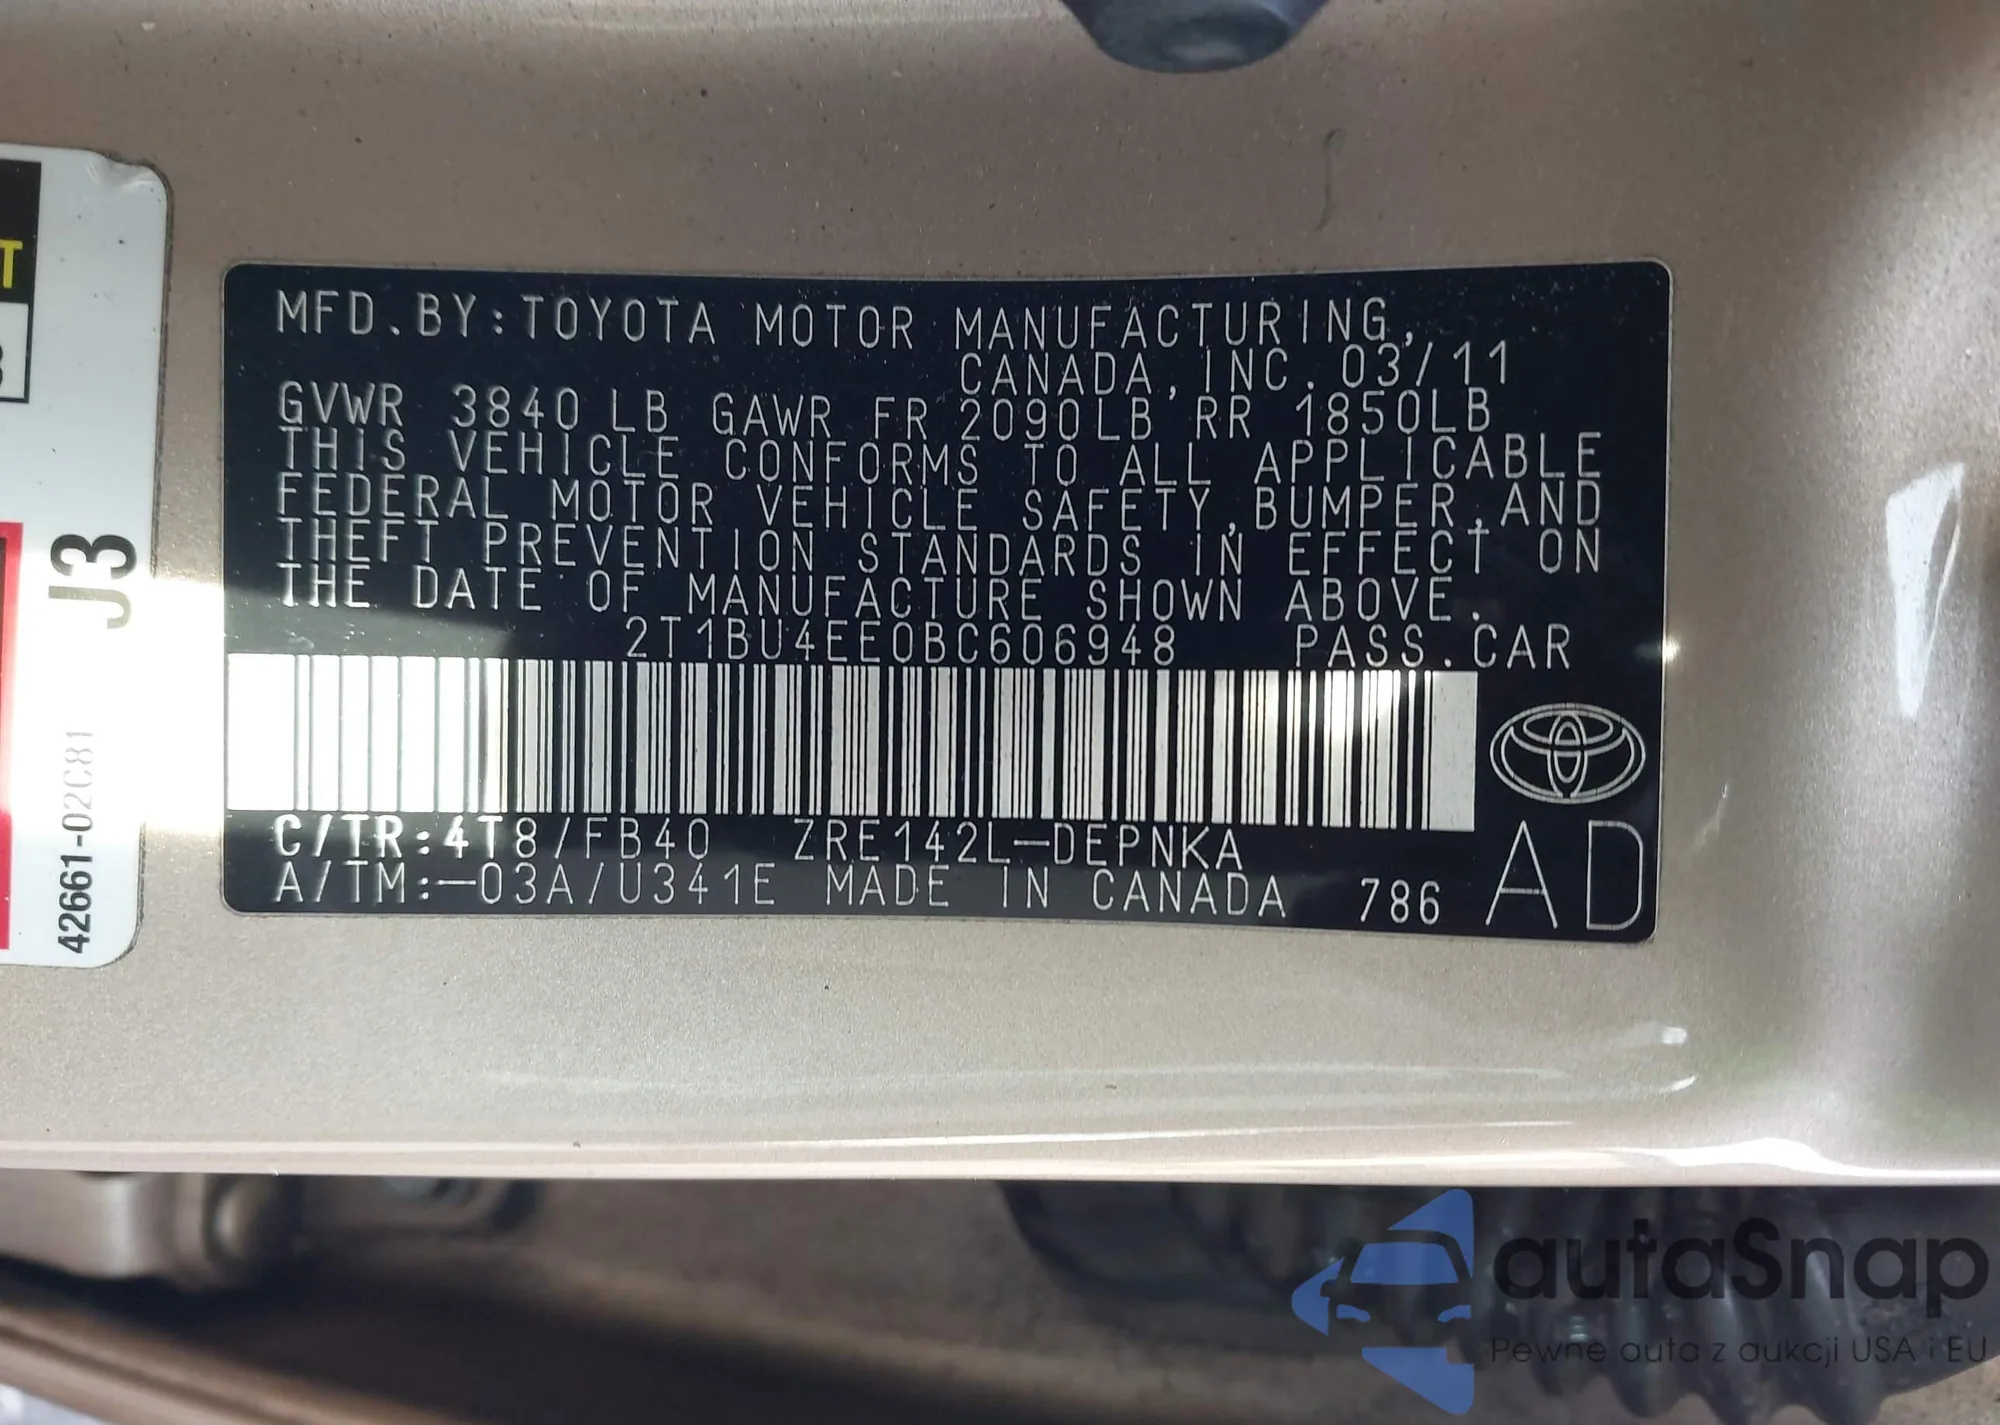 MFD.BY:TOYOTA MOTOR MANUFACTURING,
CANADA,INC.03/11
GVWR 3840 LB GAWR FR 2090LB RR 1850LB
THIS VEHICLE CONFORMS TO ALL APPLICABLE
FEDERAL MOTOR VEHICLE SAFETY,BUMPER,AND
THEFT PREVENTION STANDARDS IN EFFECT ON
THE DATE OF MANUFACTURE SHOWN ABOVE.
2T1BU4EE0BC606948 PASS.CAR
C/TR:4T8/FB40 ZRE142L-DEPNKA
A/TM:-03A/U341E MADE IN CANADA 786 AD
T
J3
42661-02C81
autaSnap
Pewne auta z aukcji USA i EU